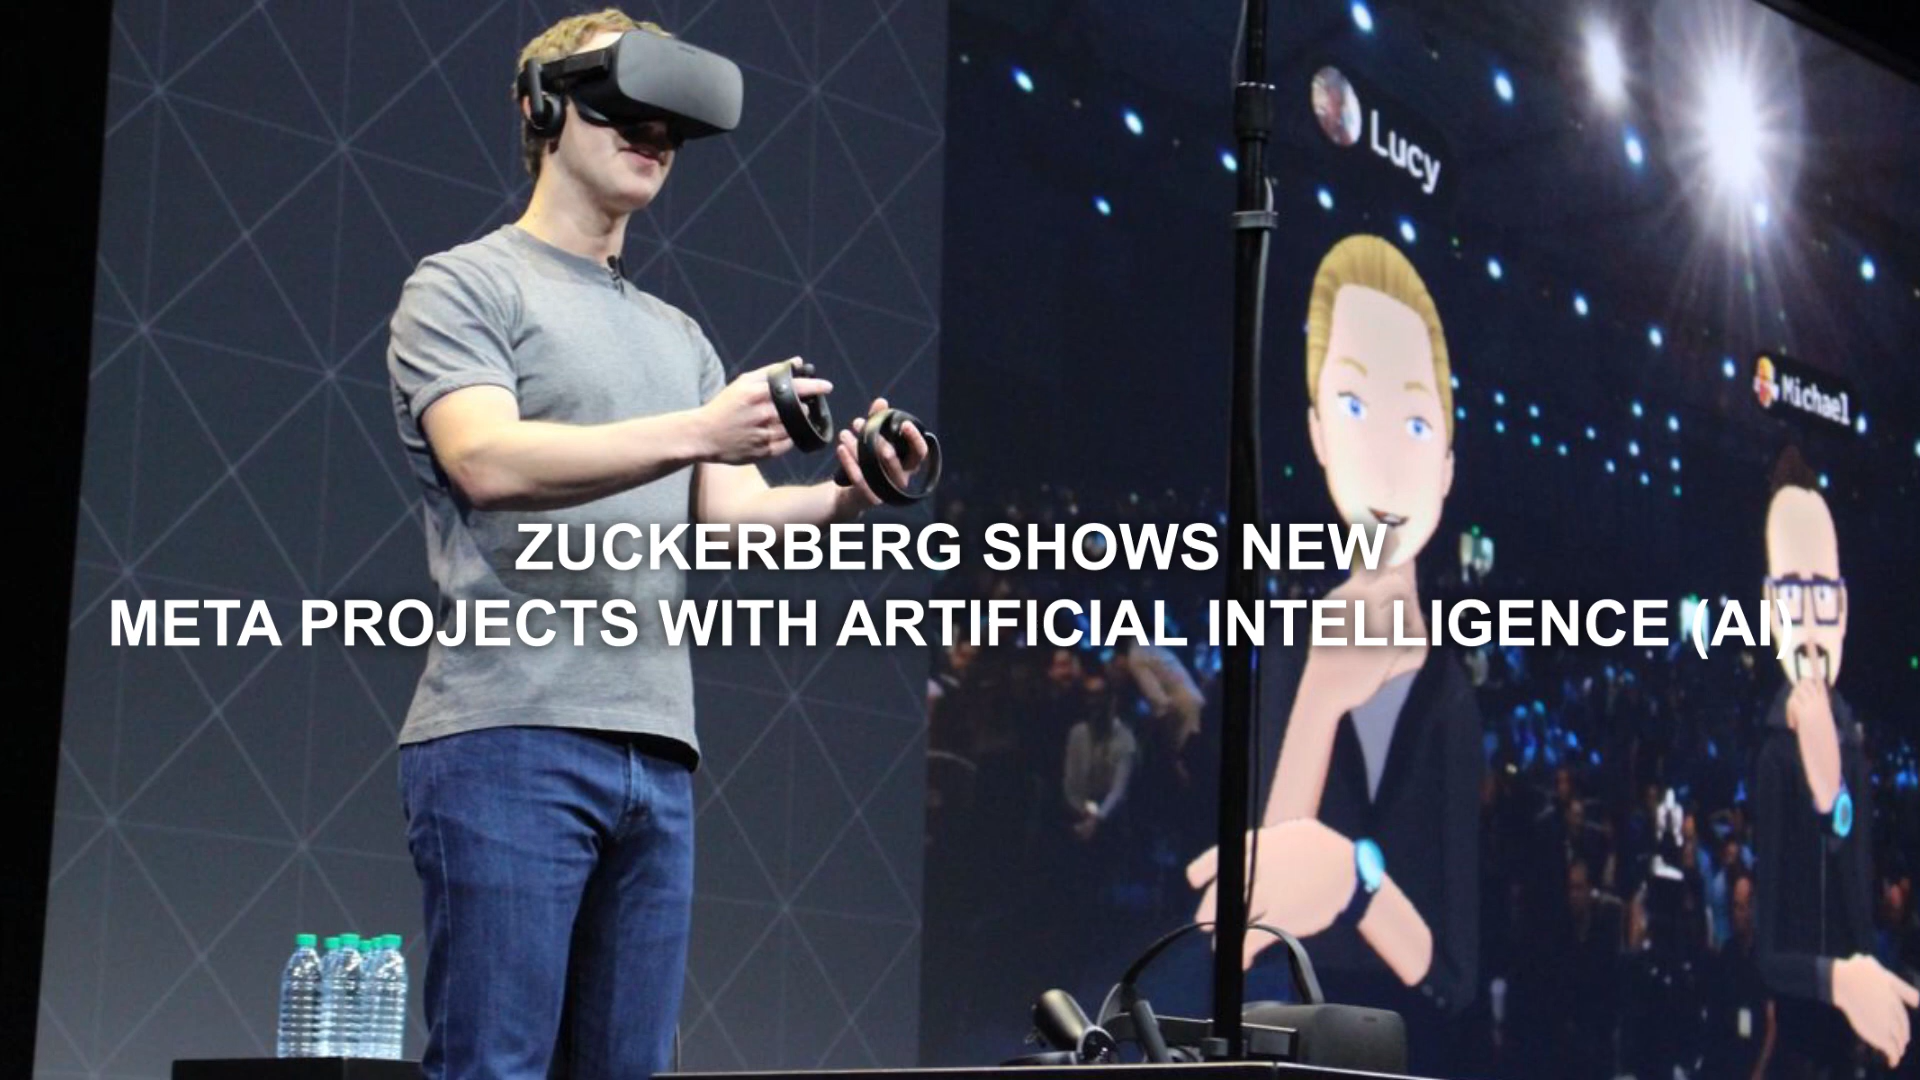 Lucy
Michael
ZUCKERBERG SHOWS NEW
META PROJECTS WITH ARTIFICIAL INTELLIGENCE (AI)